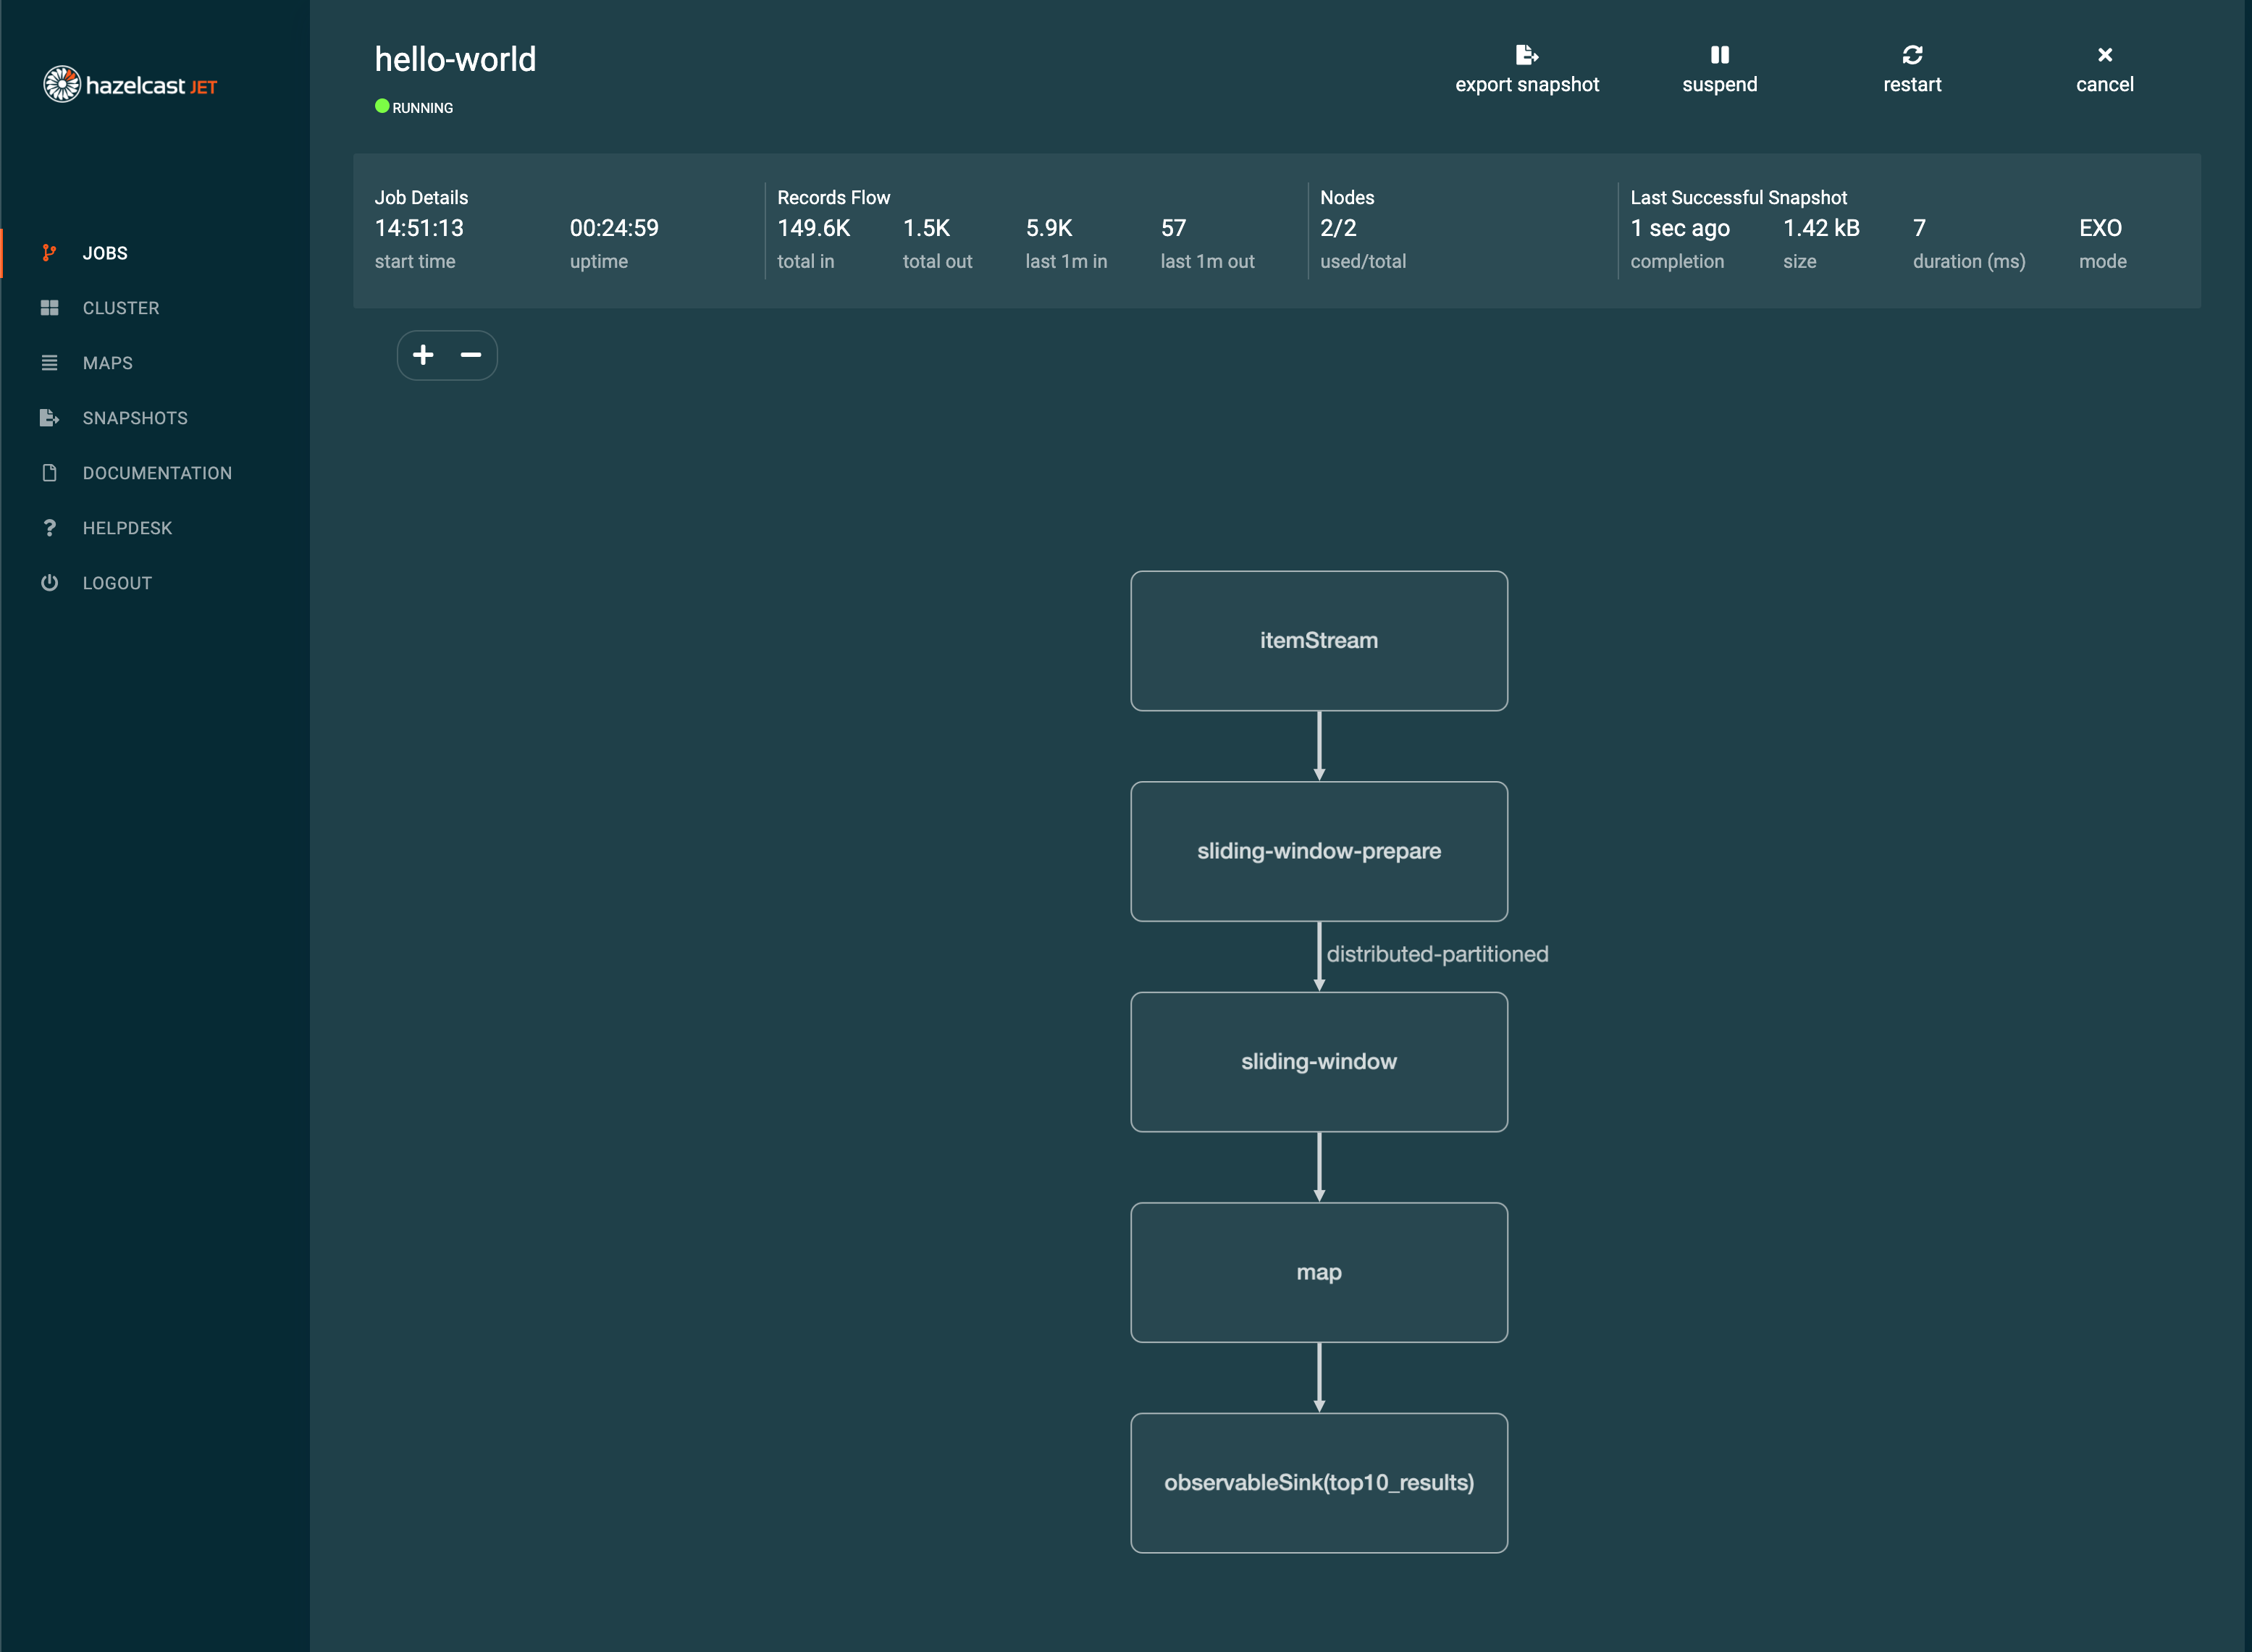 hazelcast JET
JOBS
CLUSTER
MAPS
SNAPSHOTS
DOCUMENTATION
HELPDESK
LOGOUT
hello-world
RUNNING
export snapshot suspend restart cancel
Job Details
14:51:13 00:24:59
start time uptime
Records Flow
149.6K 1.5K 5.9K 57
total in total out last 1m in last 1m out
Nodes
2/2
used/total
Last Successful Snapshot
1 sec ago 1.42 kB 7 EXO
completion size duration (ms) mode
itemStream
sliding-window-prepare
distributed-partitioned
sliding-window
map
observableSink(top10_results)